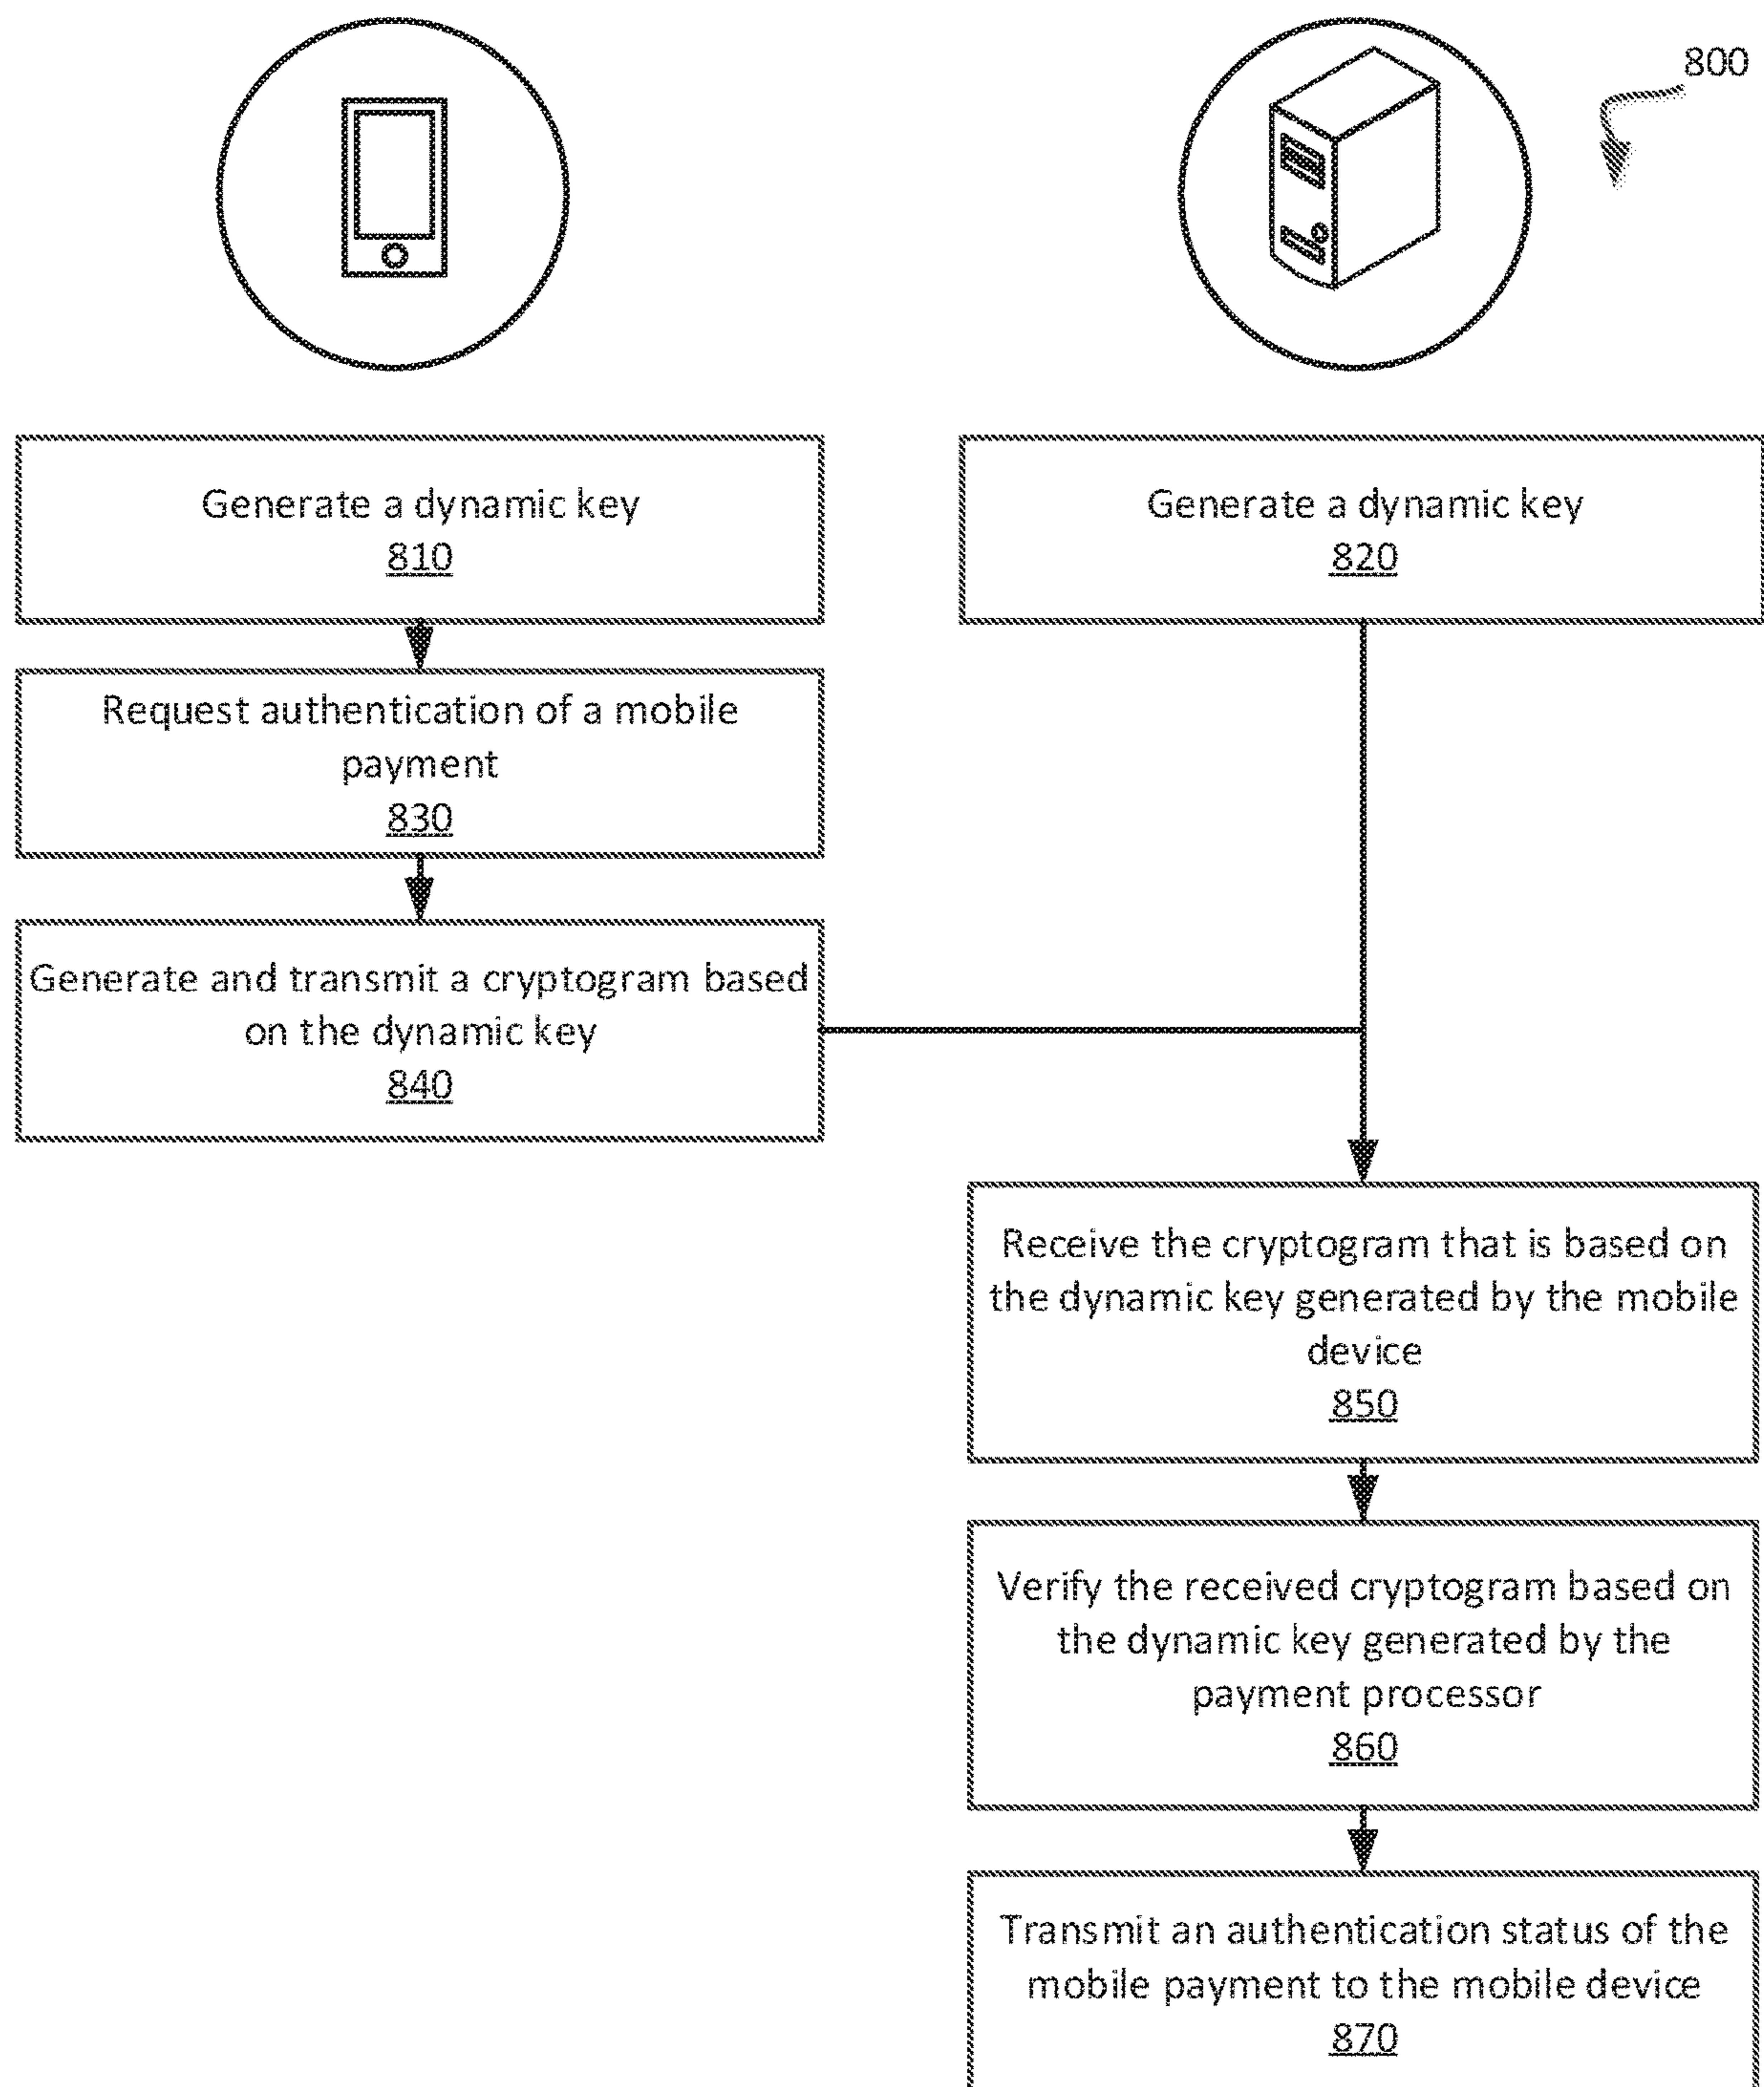 800
Generate a dynamic key
810
Generate a dynamic key
820
Request authentication of a mobile
payment
830
Generate and transmit a cryptogram based
on the dynamic key
840
Receive the cryptogram that is based on
the dynamic key generated by the mobile
device
850
Verify the received cryptogram based on
the dynamic key generated by the
payment processor
860
Transmit an authentication status of the
mobile payment to the mobile device
870